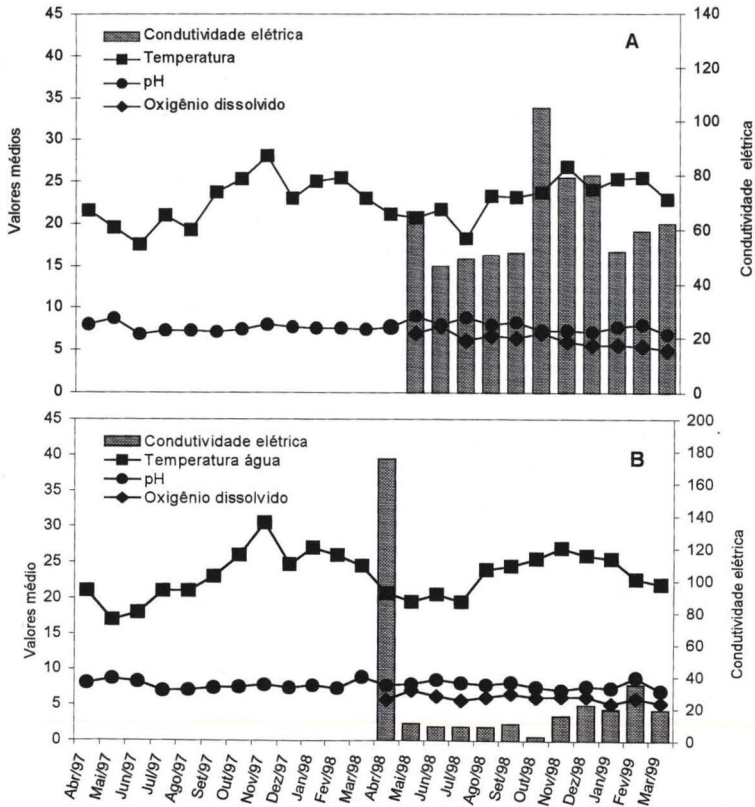 Condutividade elétrica
Temperatura
pH
Oxigênio dissolvido
A
Valores médios
45
40
35
30
25
20
15
10
5
0
140
120
100
80
60
40
20
0
Condutividade elétrica
Condutividade elétrica
Temperatura água
pH
Oxigênio dissolvido
B
Valores médio
45
40
35
30
25
20
15
10
5
0
200
180
160
140
120
100
80
60
40
20
0
Condutividade elétrica
Abr/97
Mai/97
Jun/97
Jul/97
Ago/97
Set/97
Out/97
Nov/97
Dez/97
Jan/98
Fev/98
Mar/98
Abr/98
Mai/98
Jun/98
Jul/98
Ago/98
Set/98
Out/98
Nov/98
Dez/98
Jan/99
Fev/99
Mar/99